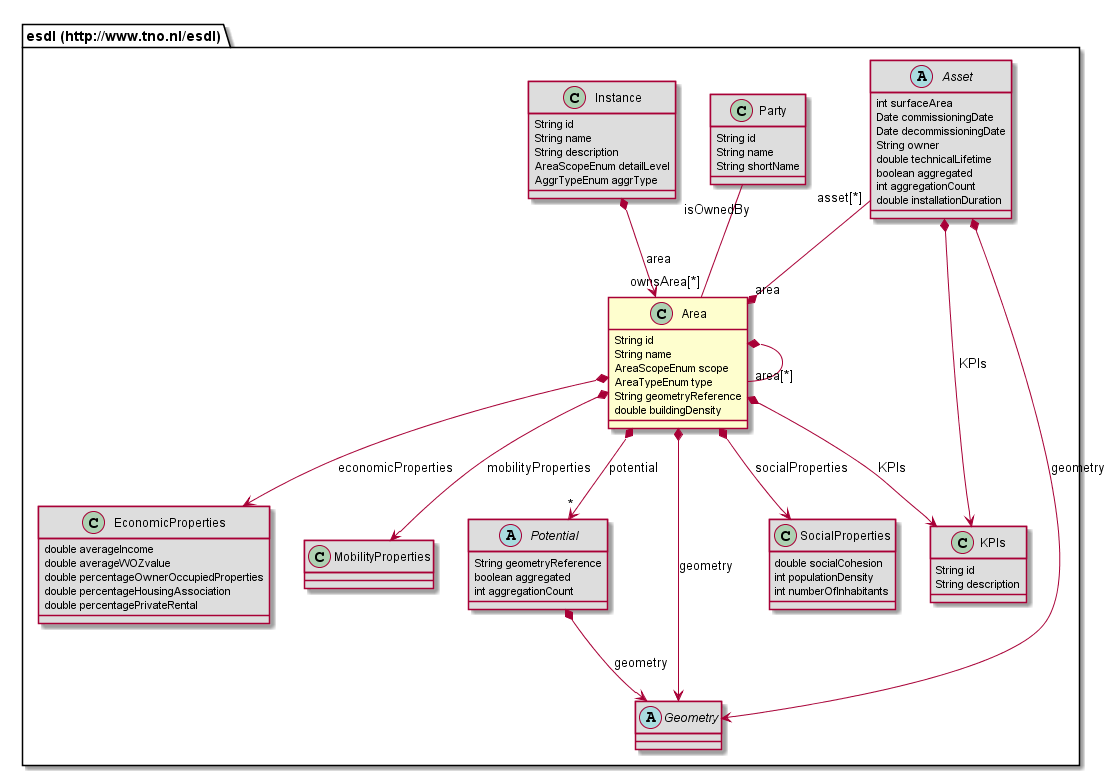 esdl (http://www.tno.nl/esdl)
C Instance
String id
String name
String description
AreaScopeEnum detailLevel
AggrTypeEnum aggrType
C Party
String id
String name
String shortName
A Asset
int surfaceArea
Date commissioningDate
Date decommissioningDate
String owner
double technicalLifetime
boolean aggregated
int aggregationCount
double installationDuration
isOwnedBy
asset[*]
area
ownsArea[*]
area
C Area
String id
String name
AreaScopeEnum scope
AreaTypeEnum type
String geometryReference
double buildingDensity
area[*]
KPIs
economicProperties
mobilityProperties
potential
*
socialProperties
KPIs
geometry
C EconomicProperties
double averageIncome
double averageWOZvalue
double percentageOwnerOccupiedProperties
double percentageHousingAssociation
double percentagePrivateRental
C MobilityProperties
A Potential
String geometryReference
boolean aggregated
int aggregationCount
geometry
C SocialProperties
double socialCohesion
int populationDensity
int numberOfInhabitants
C KPIs
String id
String description
geometry
A Geometry